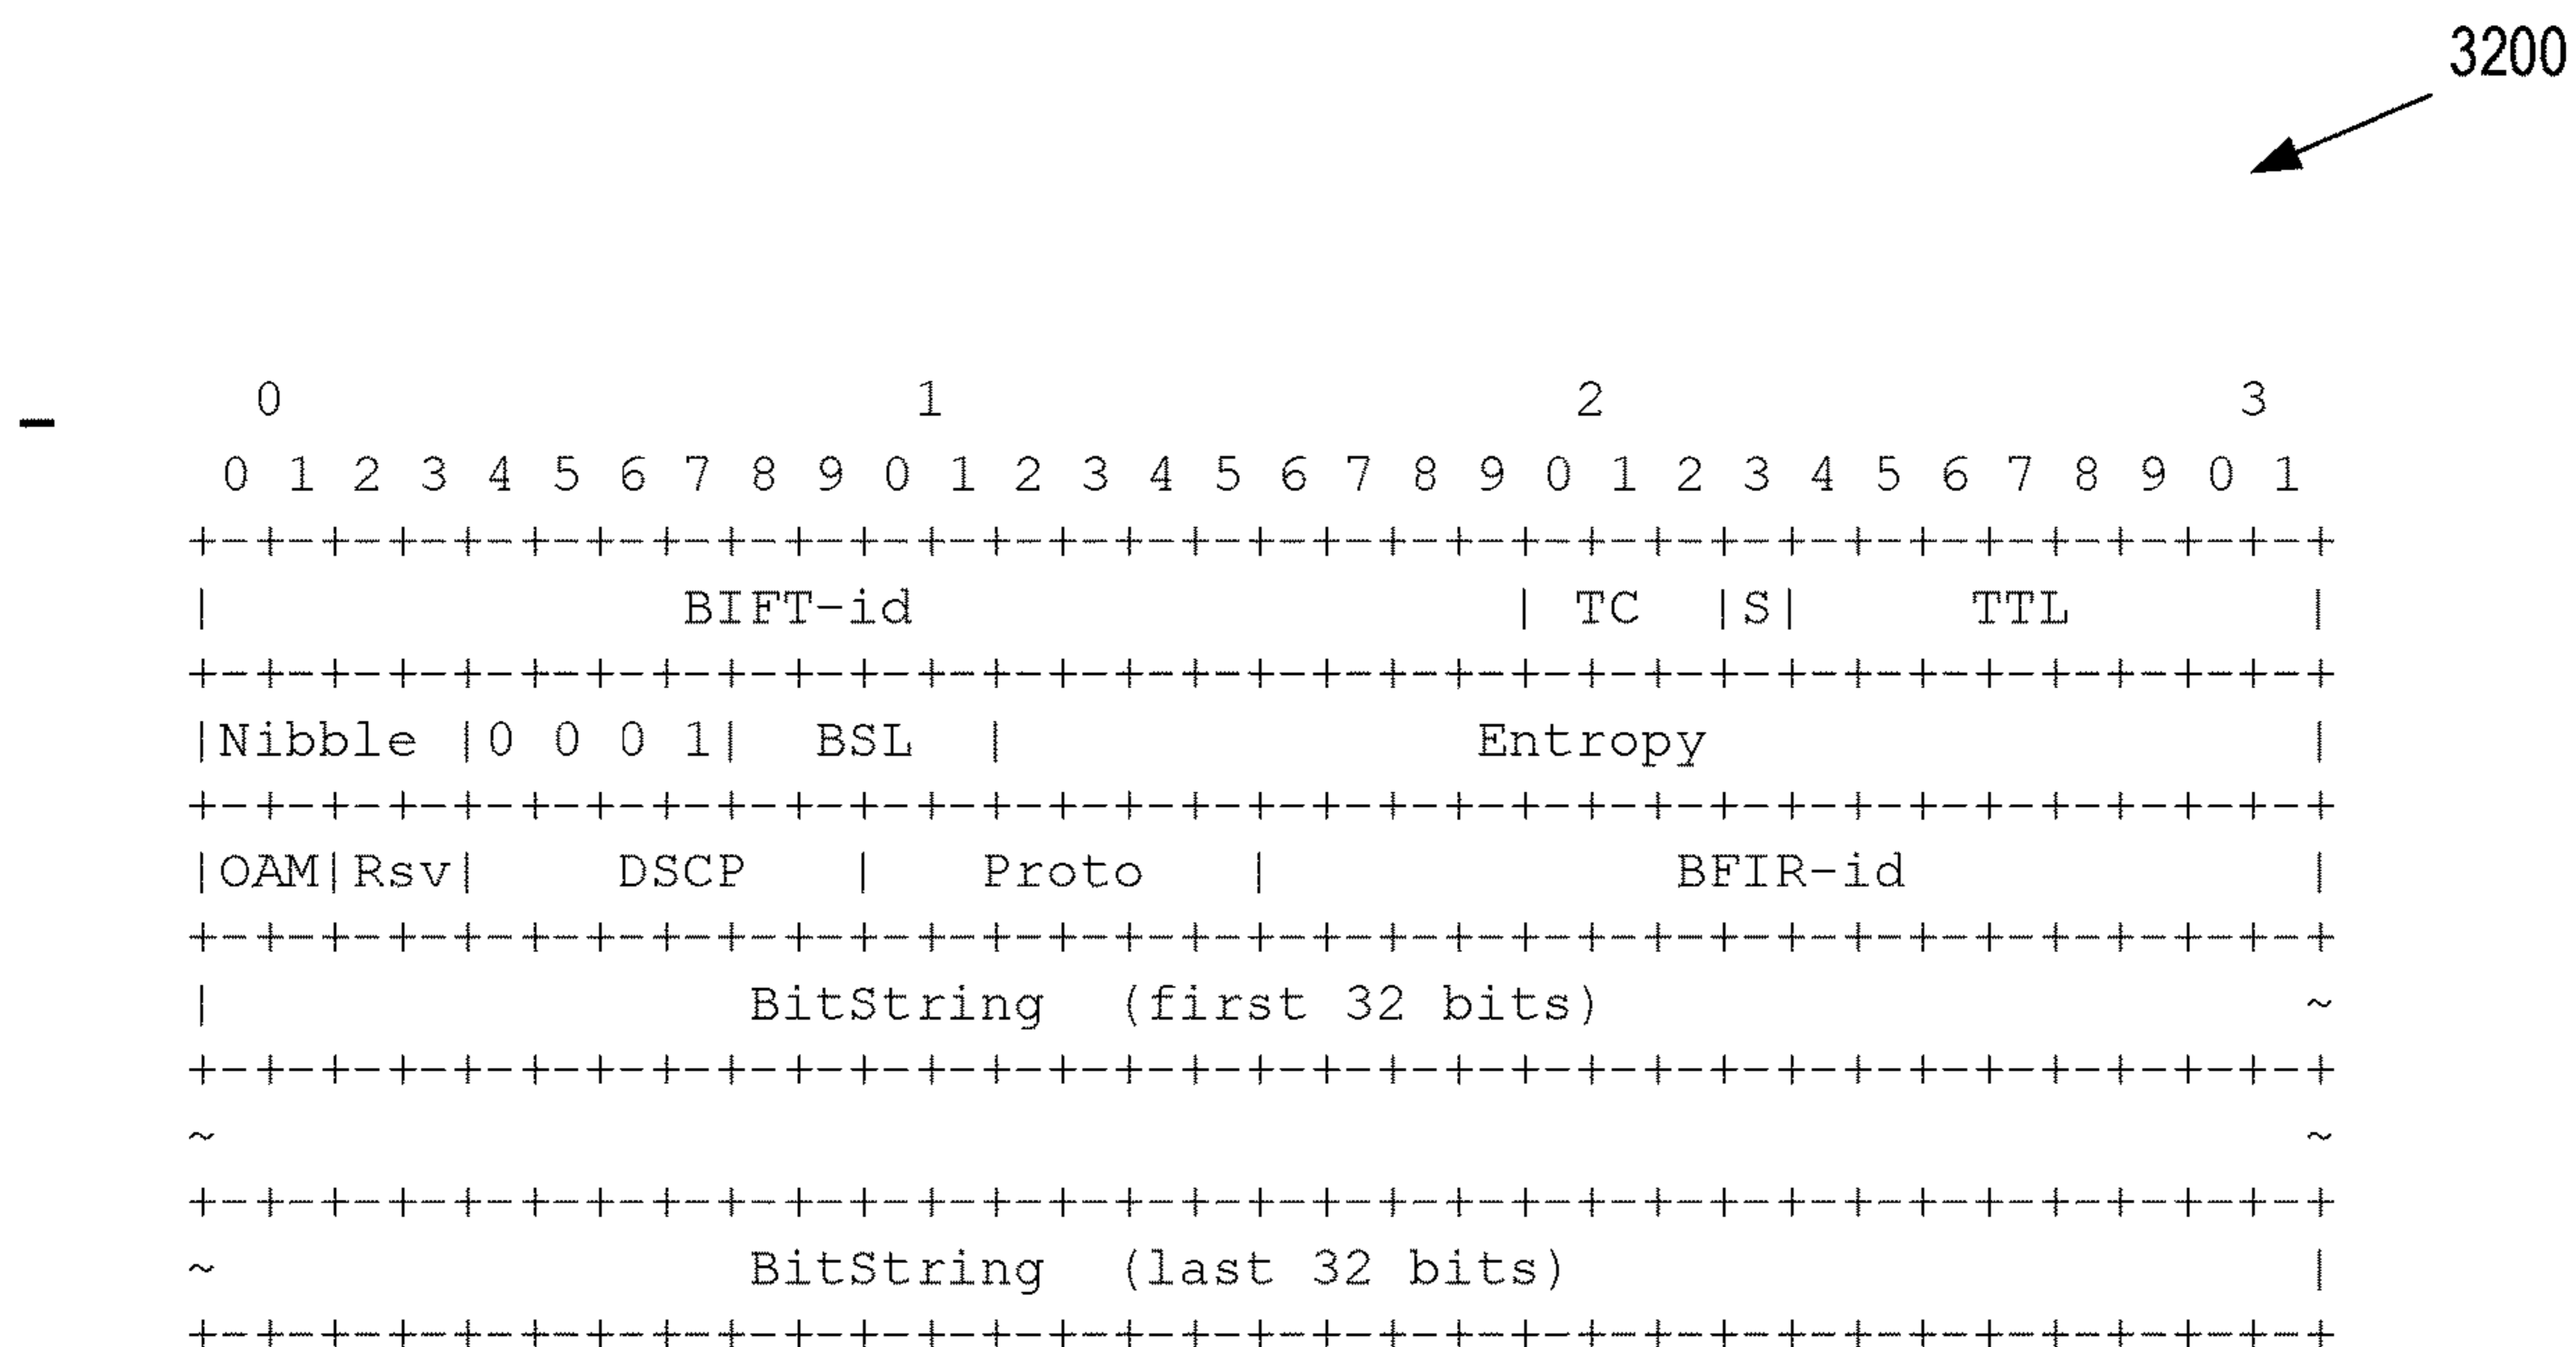 3200
0 1 2 3
0 1 2 3 4 5 6 7 8 9 0 1 2 3 4 5 6 7 8 9 0 1 2 3 4 5 6 7 8 9 0 1
+-+-+-+-+-+-+-+-+-+-+-+-+-+-+-+-+-+-+-+-+-+-+-+-+-+-+-+-+-+-+-+-+
| BIFT-id | TC |S| TTL |
+-+-+-+-+-+-+-+-+-+-+-+-+-+-+-+-+-+-+-+-+-+-+-+-+-+-+-+-+-+-+-+-+
|Nibble |0 0 0 1| BSL | Entropy |
+-+-+-+-+-+-+-+-+-+-+-+-+-+-+-+-+-+-+-+-+-+-+-+-+-+-+-+-+-+-+-+-+
|OAM|Rsv| DSCP | Proto | BFIR-id |
+-+-+-+-+-+-+-+-+-+-+-+-+-+-+-+-+-+-+-+-+-+-+-+-+-+-+-+-+-+-+-+-+
| BitString (first 32 bits) ~
+-+-+-+-+-+-+-+-+-+-+-+-+-+-+-+-+-+-+-+-+-+-+-+-+-+-+-+-+-+-+-+-+
~ ~
+-+-+-+-+-+-+-+-+-+-+-+-+-+-+-+-+-+-+-+-+-+-+-+-+-+-+-+-+-+-+-+-+
~ BitString (last 32 bits) |
+-+-+-+-+-+-+-+-+-+-+-+-+-+-+-+-+-+-+-+-+-+-+-+-+-+-+-+-+-+-+-+-+